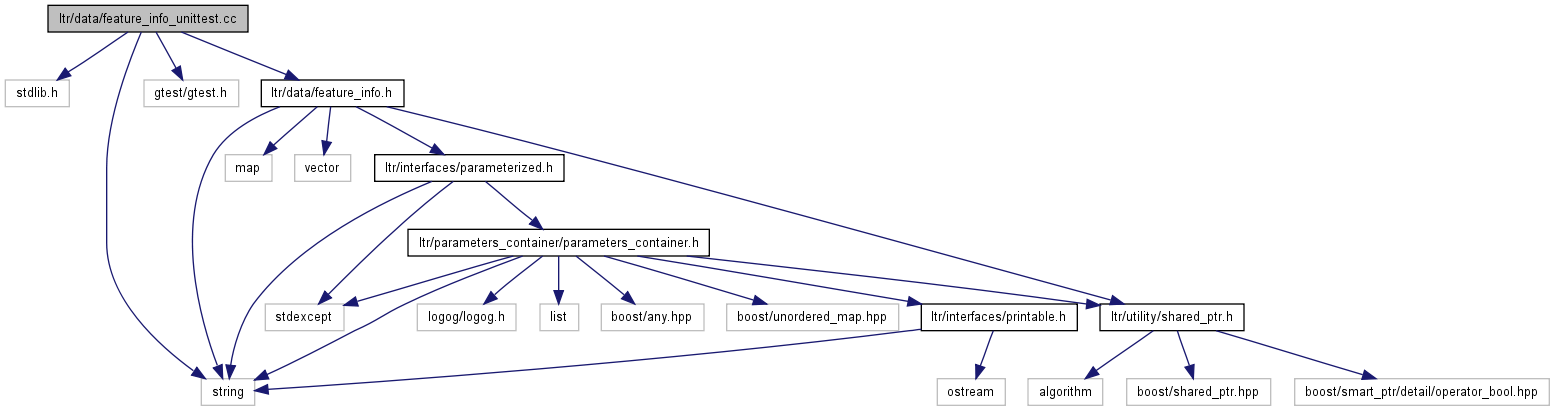 ltr/data/feature_info_unittest.cc
stdlib.h
gtest/gtest.h
ltr/data/feature_info.h
map
vector
ltr/interfaces/parameterized.h
ltr/parameters_container/parameters_container.h
stdexcept
logog/logog.h
list
boost/any.hpp
boost/unordered_map.hpp
ltr/interfaces/printable.h
ltr/utility/shared_ptr.h
string
ostream
algorithm
boost/shared_ptr.hpp
boost/smart_ptr/detail/operator_bool.hpp